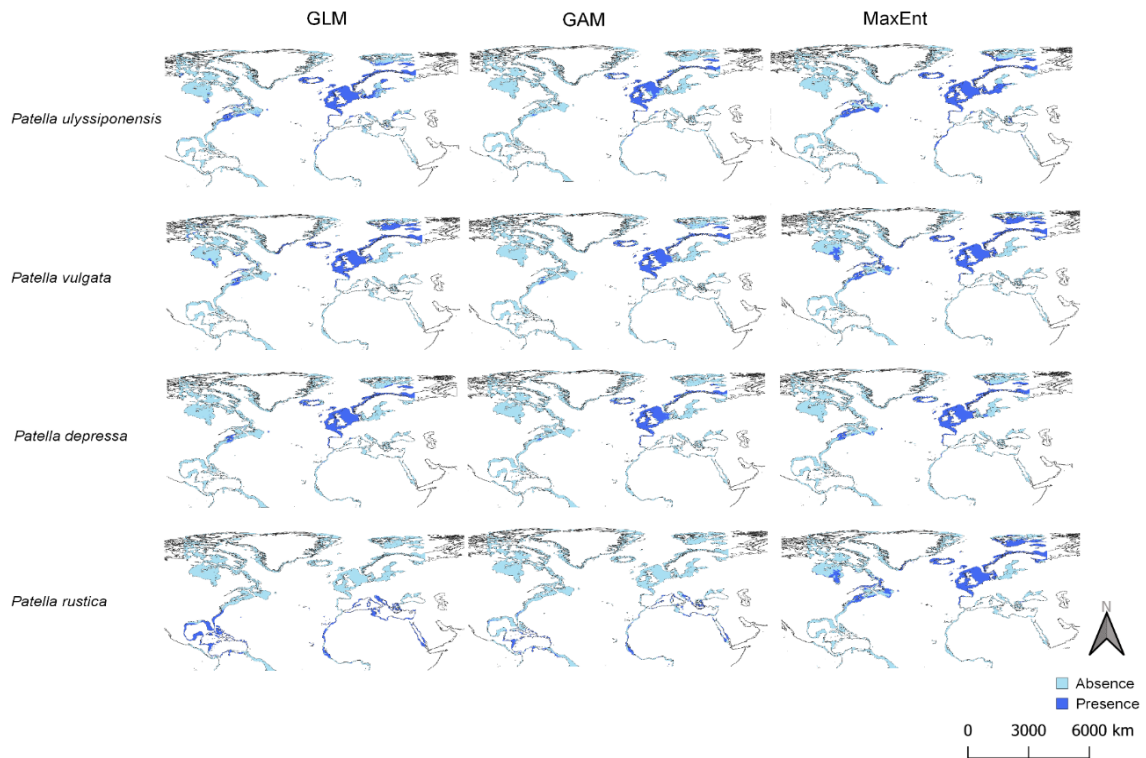 GLM GAM MaxEnt
Patella ulyssiponensis
Patella vulgata
Patella depressa
Patella rustica
N
Absence
Presence
0 3000 6000 km